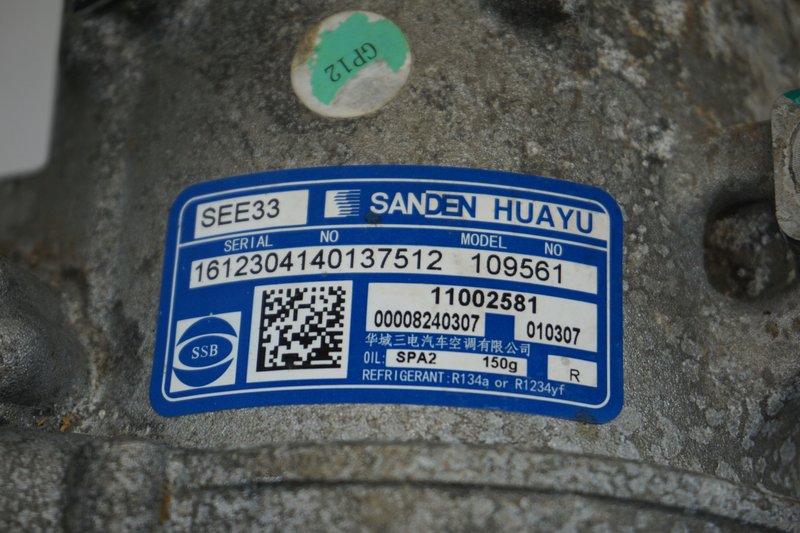 GP12
SEE33 SANDEN HUAYU
SERIAL NO MODEL NO
1612304140137512 109561
11002581
00008240307 010307
华域三电汽车空调有限公司
SSB
OIL: SPA2 150g R
REFRIGERANT:R134a or R1234yf